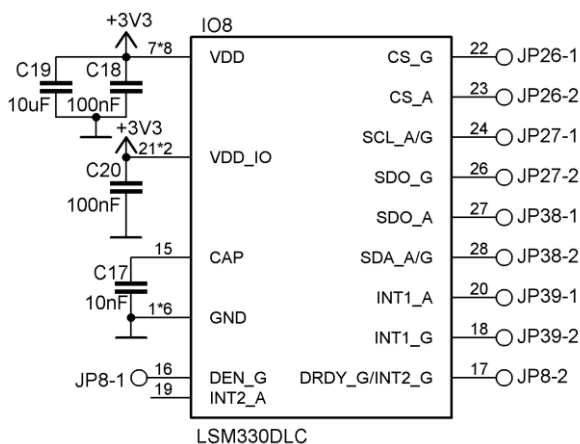 +3V3
IO8
7*8 VDD CS_G 22 JP26-1
C19 C18
10uF 100nF
CS_A 23 JP26-2
+3V3
SCL_A/G 24 JP27-1
21*2 VDD_IO
C20
100nF
SDO_G 26 JP27-2
SDO_A 27 JP38-1
15 CAP SDA_A/G 28 JP38-2
C17
10nF
INT1_A 20 JP39-1
1*6 GND
INT1_G 18 JP39-2
JP8-1 16 DEN_G DRDY_G/INT2_G 17 JP8-2
19 INT2_A
LSM330DLC